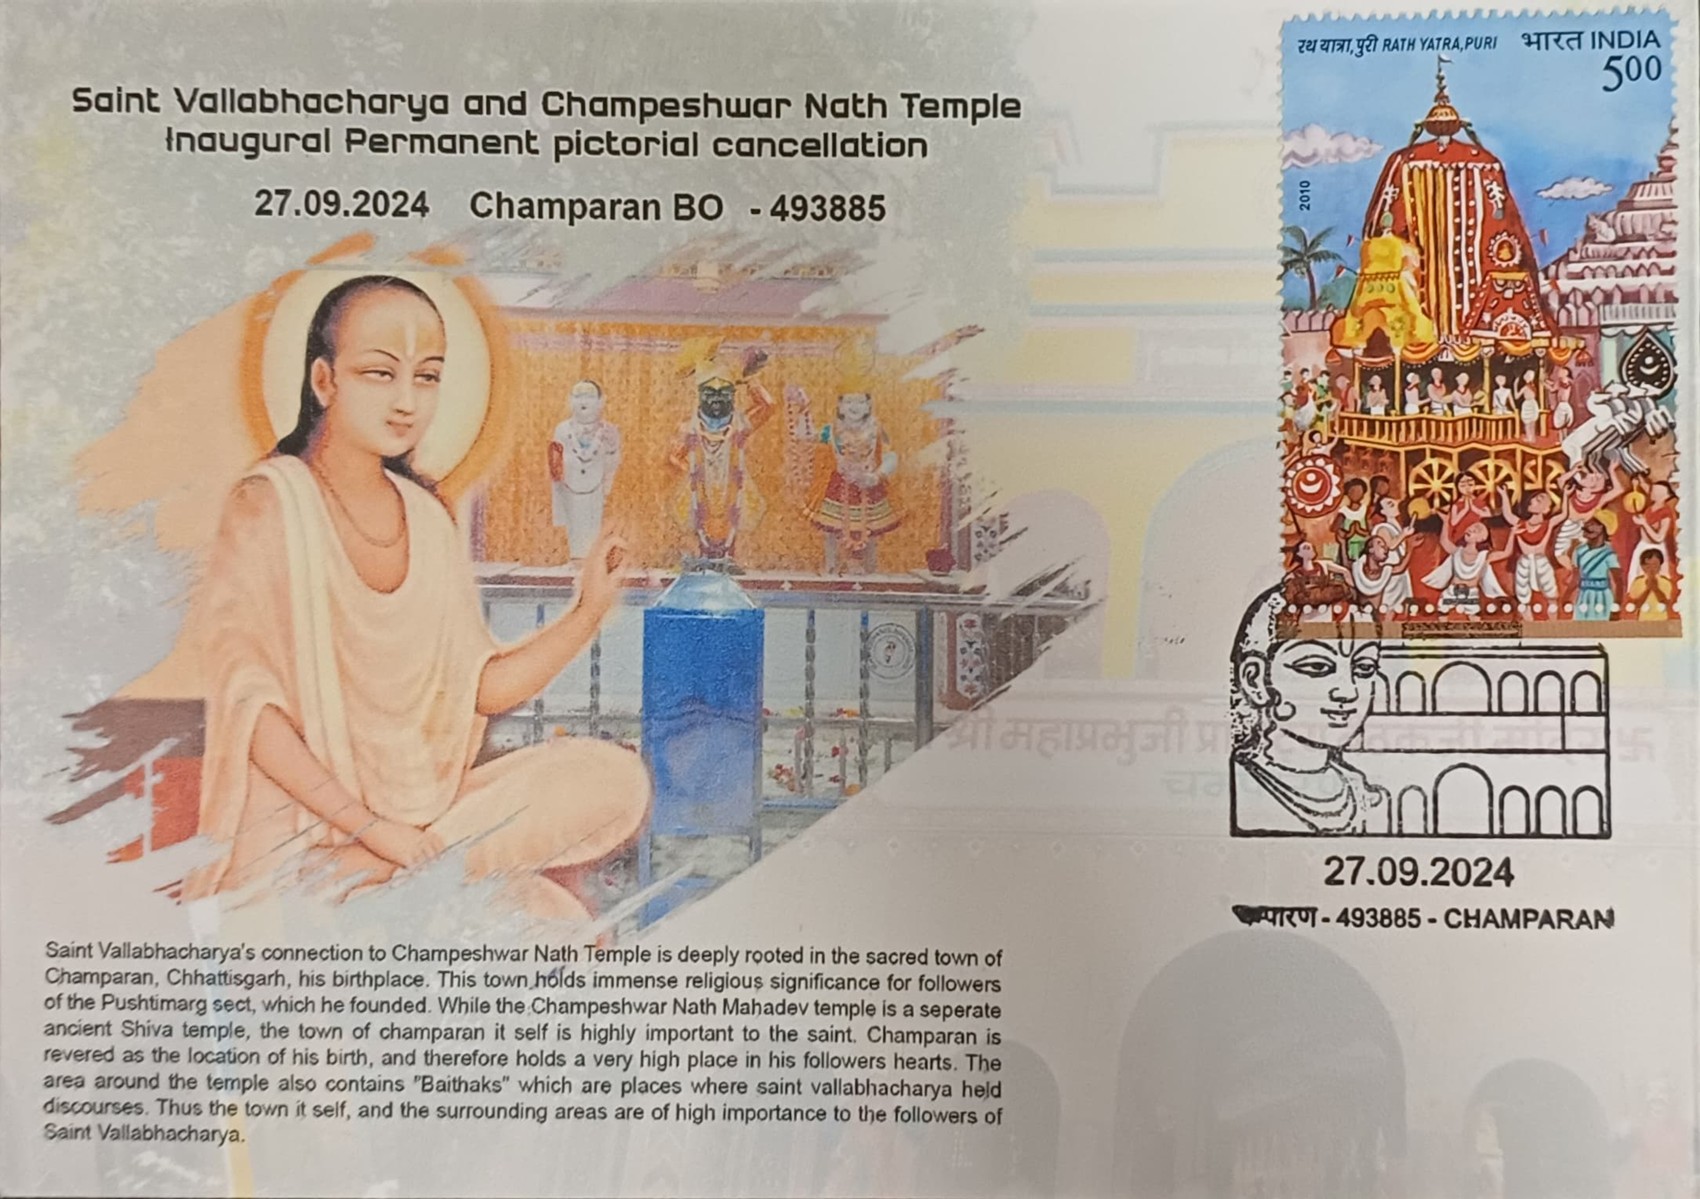 Saint Vallabhacharya and Champeshwar Nath Temple
Inaugural Permanent pictorial cancellation
27.09.2024 Champaran BO - 493885
रथ यात्रा, पुरी RATH YATRA, PURI भारत INDIA
500
2010
27.09.2024
म्पारण - 493885 - CHAMPARAN
श्री महाप्रभुजी
Saint Vallabhacharya's connection to Champeshwar Nath Temple is deeply rooted in the sacred town of
Champaran, Chhattisgarh, his birthplace. This town holds immense religious significance for followers
of the Pushtimarg sect, which he founded. While the Champeshwar Nath Mahadev temple is a seperate
ancient Shiva temple, the town of champaran it self is highly important to the saint. Champaran is
revered as the location of his birth, and therefore holds a very high place in his followers hearts. The
area around the temple also contains "Baithaks" which are places where saint vallabhacharya held
discourses. Thus the town it self, and the surrounding areas are of high importance to the followers of
Saint Vallabhacharya.